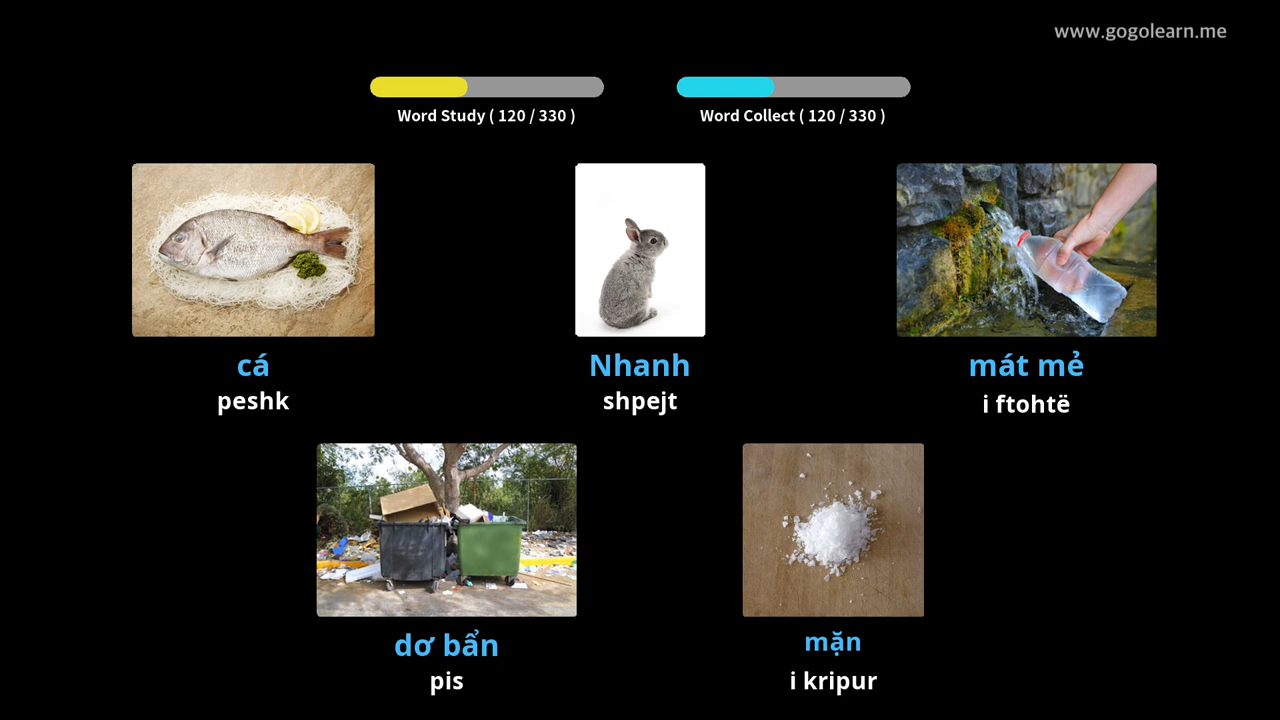 www.gogolearn.me
Word Study ( 120 / 330 )
Word Collect ( 120 / 330 )
cá
peshk
Nhanh
shpejt
mát mẻ
i ftohtë
dơ bẩn
pis
mặn
i kripur